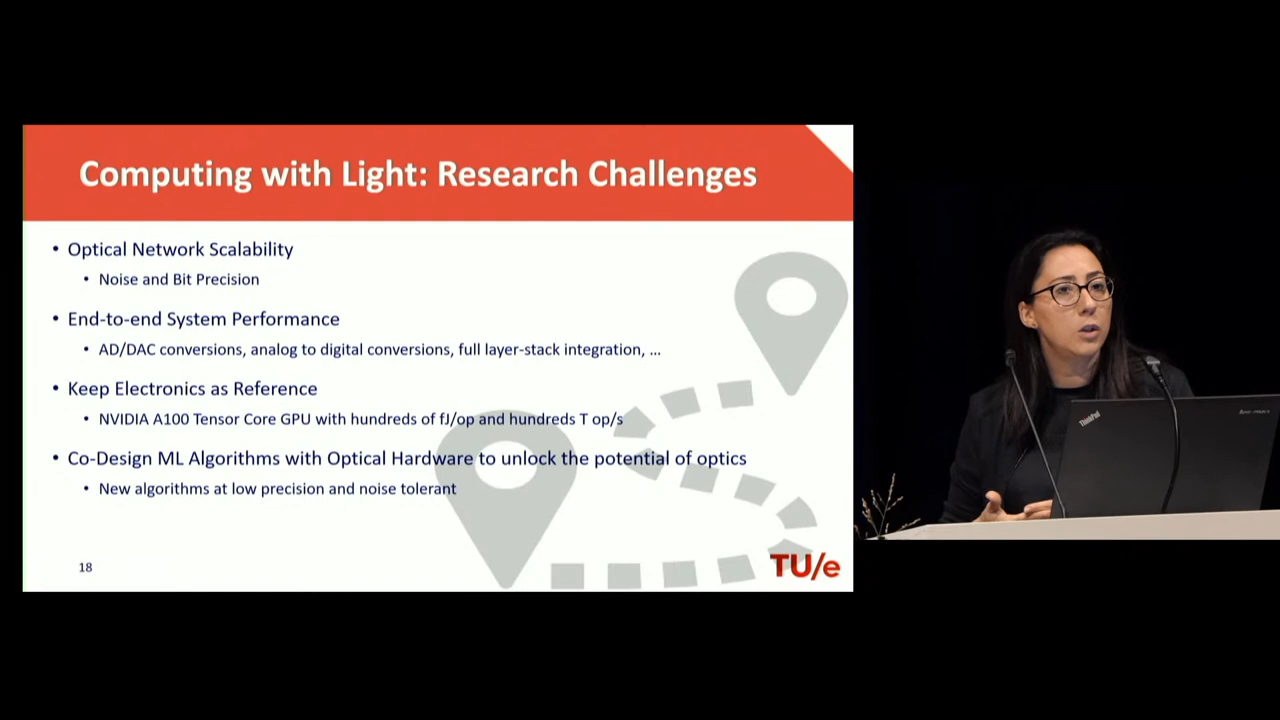 Computing with Light: Research Challenges
• Optical Network Scalability
• Noise and Bit Precision
• End-to-end System Performance
• AD/DAC conversions, analog to digital conversions, full layer-stack integration, ...
• Keep Electronics as Reference
• NVIDIA A100 Tensor Core GPU with hundreds of fJ/op and hundreds T op/s
• Co-Design ML Algorithms with Optical Hardware to unlock the potential of optics
• New algorithms at low precision and noise tolerant
18
TU/e
ThinkPad